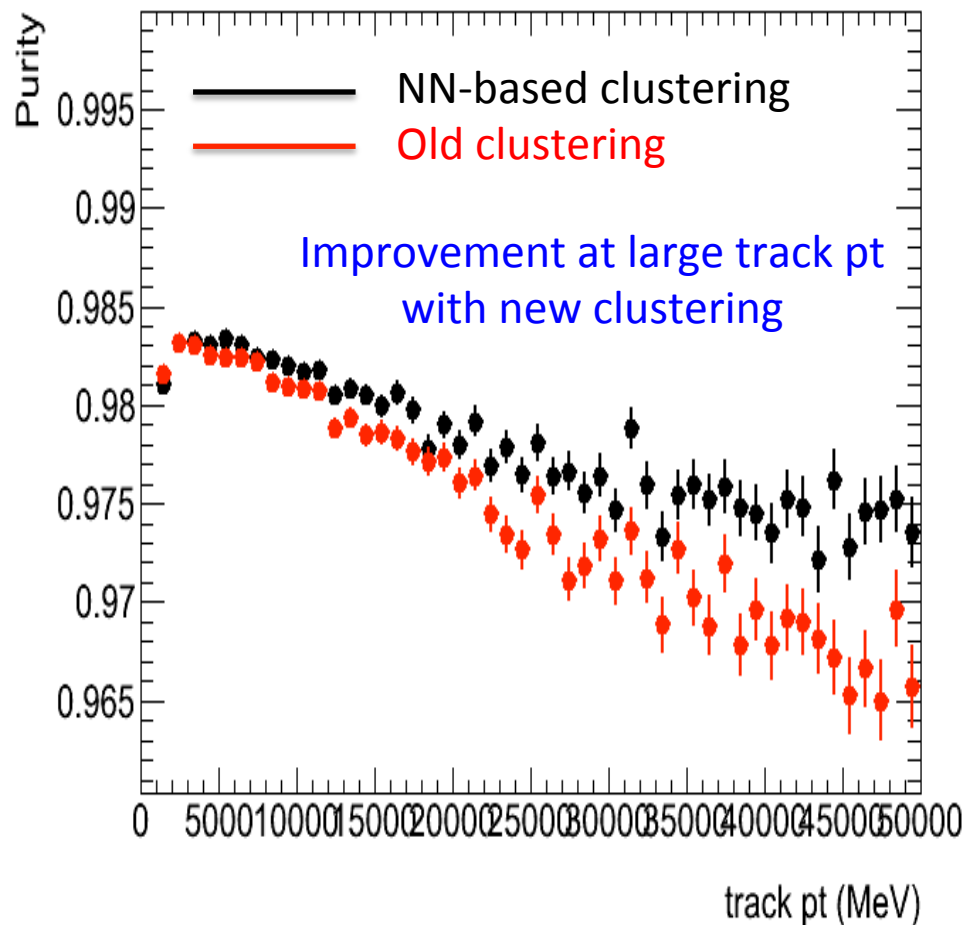 Purity
0.995
0.99
0.985
0.98
0.975
0.97
0.965
NN-based clustering
Old clustering
Improvement at large track pt
with new clustering
0 5000 10000 15000 20000 25000 30000 35000 40000 45000 50000
track pt (MeV)